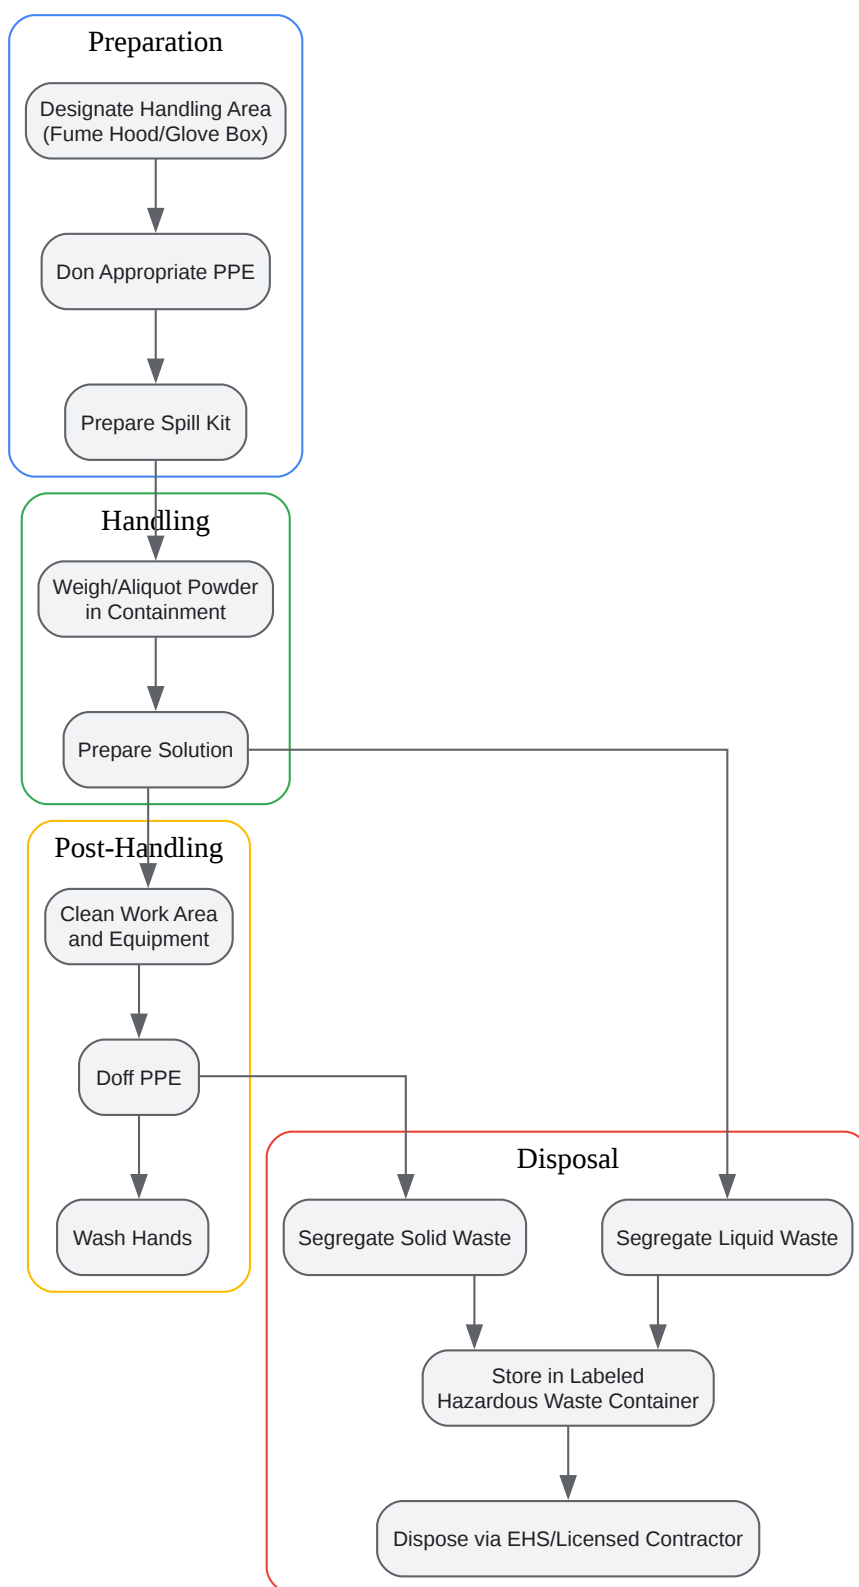 Preparation
Designate Handling Area
(Fume Hood/Glove Box)
Don Appropriate PPE
Prepare Spill Kit
Handling
Weigh/Aliquot Powder
in Containment
Prepare Solution
Post-Handling
Clean Work Area
and Equipment
Doff PPE
Wash Hands
Disposal
Segregate Solid Waste
Segregate Liquid Waste
Store in Labeled
Hazardous Waste Container
Dispose via EHS/Licensed Contractor